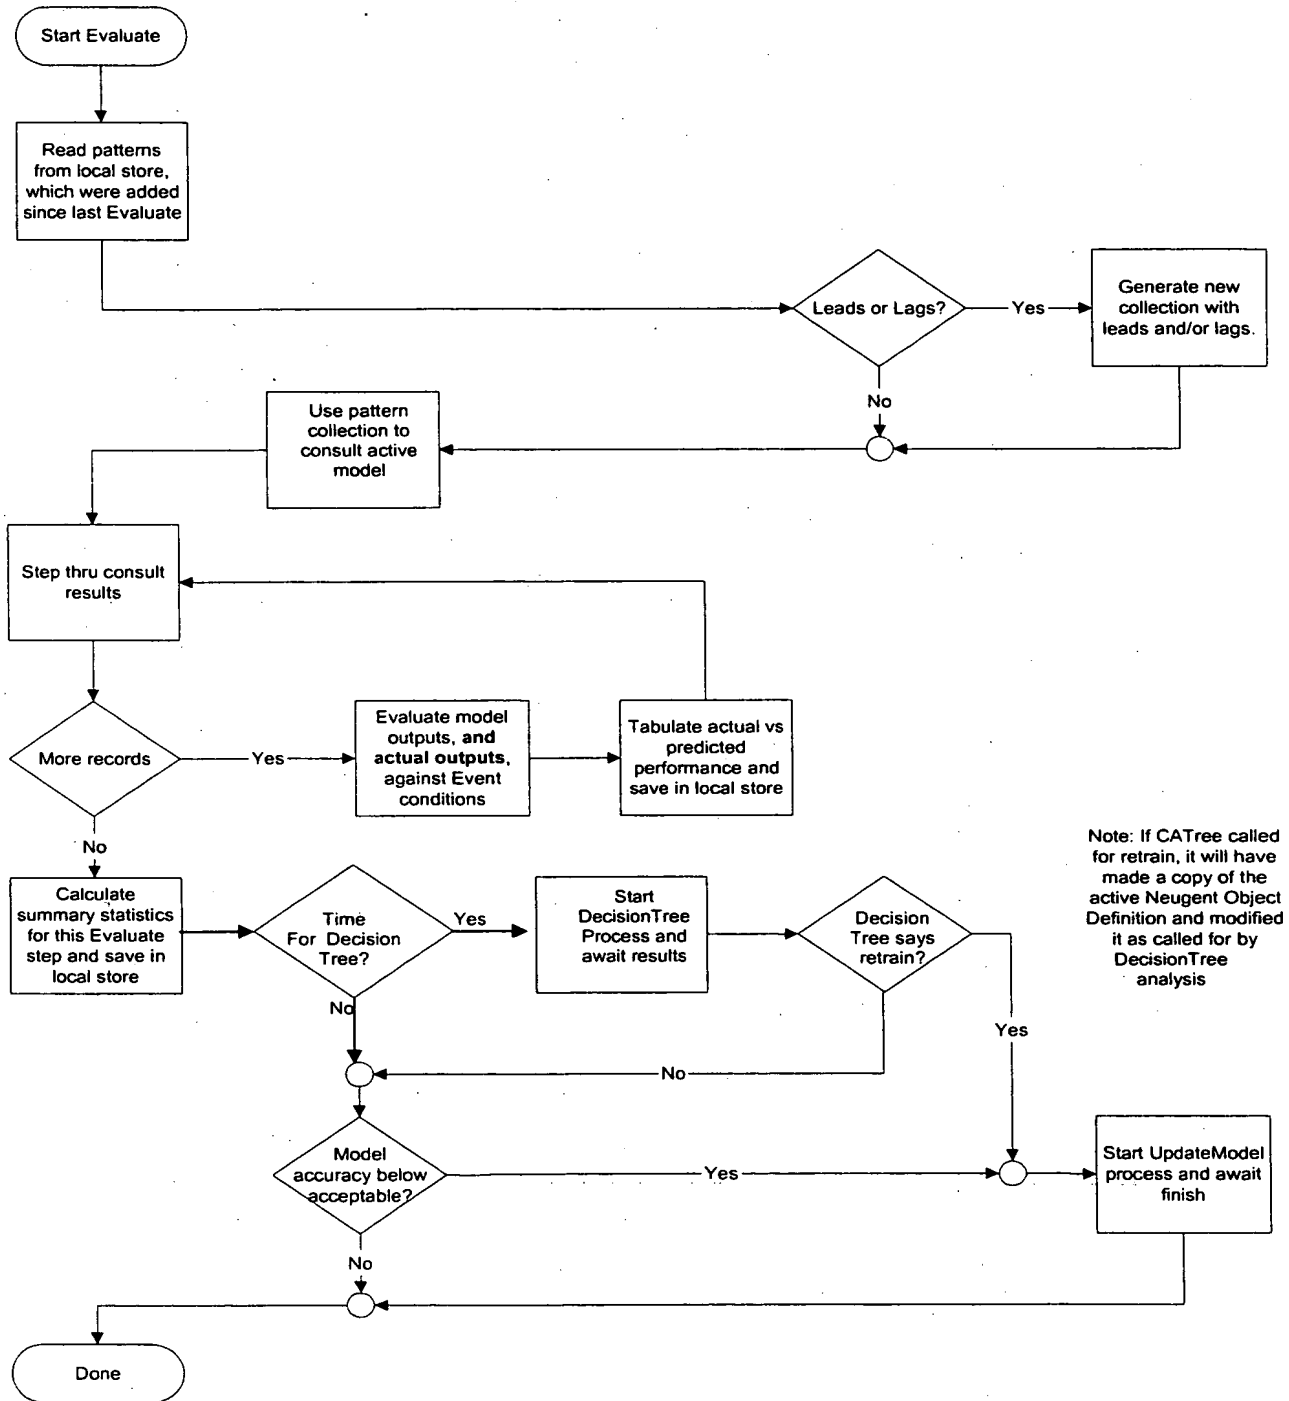 Start Evaluate
Read patterns
from local store,
which were added
since last Evaluate
Leads or Lags?
Yes
Generate new
collection with
leads and/or lags.
No
Use pattern
collection to
consult active
model
Step thru consult
results
More records
Yes
Evaluate model
outputs, and
actual outputs,
against Event
conditions
Tabulate actual vs
predicted
performance and
save in local store
No
Calculate
summary statistics
for this Evaluate
step and save in
local store
Time
For Decision
Tree?
Yes
Start
DecisionTree
Process and
await results
Decision
Tree says
retrain?
Note: If CATree called
for retrain, it will have
made a copy of the
active Neugent Object
Definition and modified
it as called for by
DecisionTree
analysis
No
Yes
No
Model
accuracy below
acceptable?
Yes
Start UpdateModel
process and await
finish
No
Done